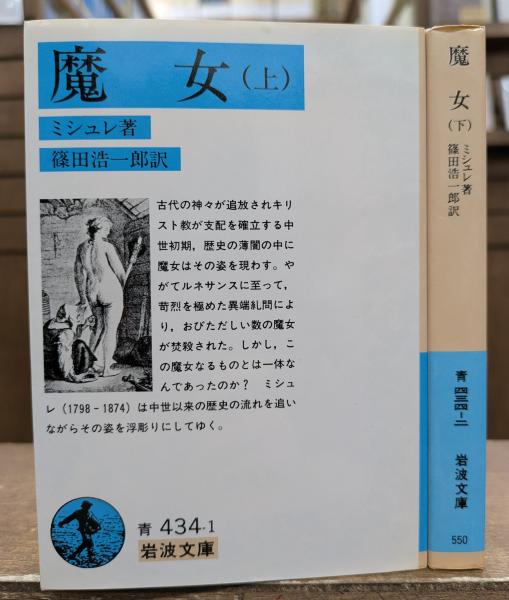 魔女(上)
ミシュレ著
篠田浩一郎訳
古代の神々が追放されキリ
スト教が支配を確立する中
世初期，歴史の薄闇の中に
魔女はその姿を現わす。や
がてルネサンスに至って，
苛烈を極めた異端糾問によ
り，おびただしい数の魔女
が焚殺された。しかし，こ
の魔女なるものとは一体な
んであったのか？　ミシュ
レ（1798－1874）は中世以来の歴史の流れを追い
ながらその姿を浮彫りにしてゆく。
青 434-1
岩波文庫
魔女(下)
ミシュレ著
篠田浩一郎訳
青四三四-二
岩波文庫
550